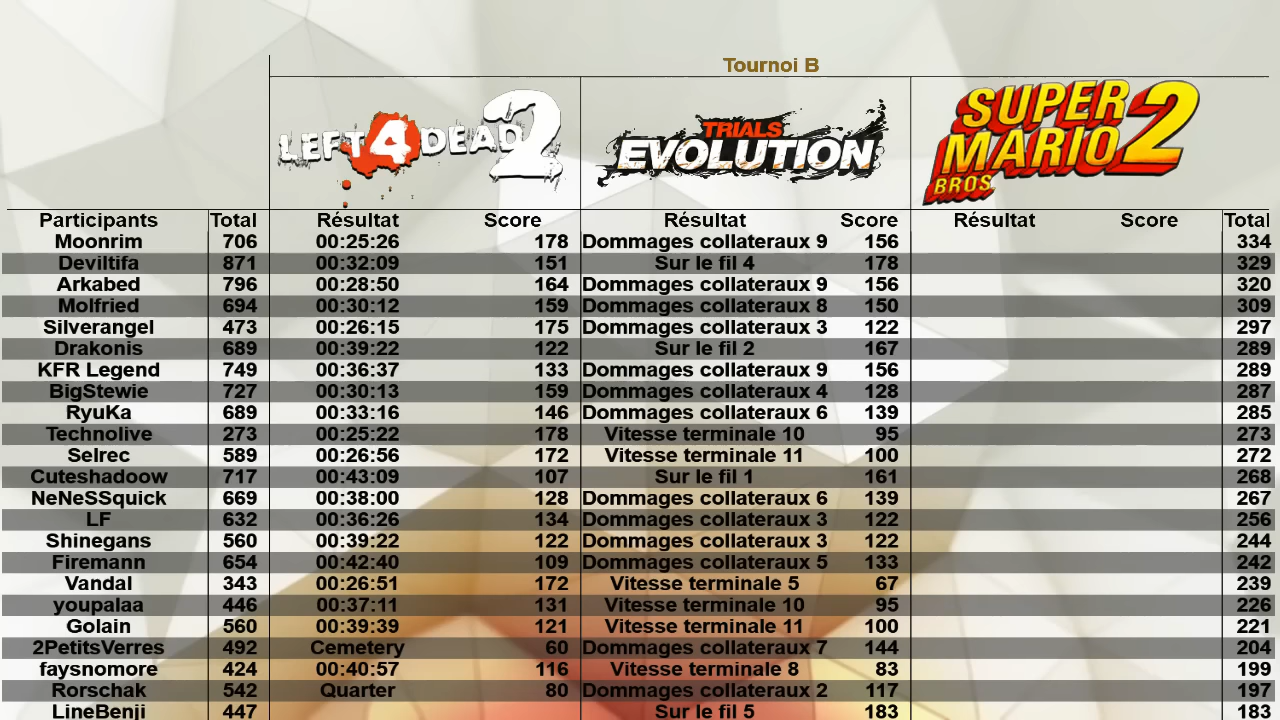 Tournoi B
LEFT 4 DEAD 2
TRIALS EVOLUTION
SUPER MARIO BROS. 2
Participants Total Résultat Score Résultat Score Résultat Score Total
Moonrim 706 00:25:26 178 Dommages collateraux 9 156 334
Deviltifa 871 00:32:09 151 Sur le fil 4 178 329
Arkabed 796 00:28:50 164 Dommages collateraux 9 156 320
Molfried 694 00:30:12 159 Dommages collateraux 8 150 309
Silverangel 473 00:26:15 175 Dommages collateraux 3 122 297
Drakonis 689 00:39:22 122 Sur le fil 2 167 289
KFR Legend 749 00:36:37 133 Dommages collateraux 9 156 289
BigStewie 727 00:30:13 159 Dommages collateraux 4 128 287
RyuKa 689 00:33:16 146 Dommages collateraux 6 139 285
Technolive 273 00:25:22 178 Vitesse terminale 10 95 273
Selrec 589 00:26:56 172 Vitesse terminale 11 100 272
Cuteshadoow 717 00:43:09 107 Sur le fil 1 161 268
NeNeSSquick 669 00:38:00 128 Dommages collateraux 6 139 267
LF 632 00:36:26 134 Dommages collateraux 3 122 256
Shinegans 560 00:39:22 122 Dommages collateraux 3 122 244
Firemann 654 00:42:40 109 Dommages collateraux 5 133 242
Vandal 343 00:26:51 172 Vitesse terminale 5 67 239
youpalaa 446 00:37:11 131 Vitesse terminale 10 95 226
Golain 560 00:39:39 121 Vitesse terminale 11 100 221
2PetitsVerres 492 Cemetery 60 Dommages collateraux 7 144 204
faysnomore 424 00:40:57 116 Vitesse terminale 8 83 199
Rorschak 542 Quarter 80 Dommages collateraux 2 117 197
LineBenji 447 Sur le fil 5 183 183